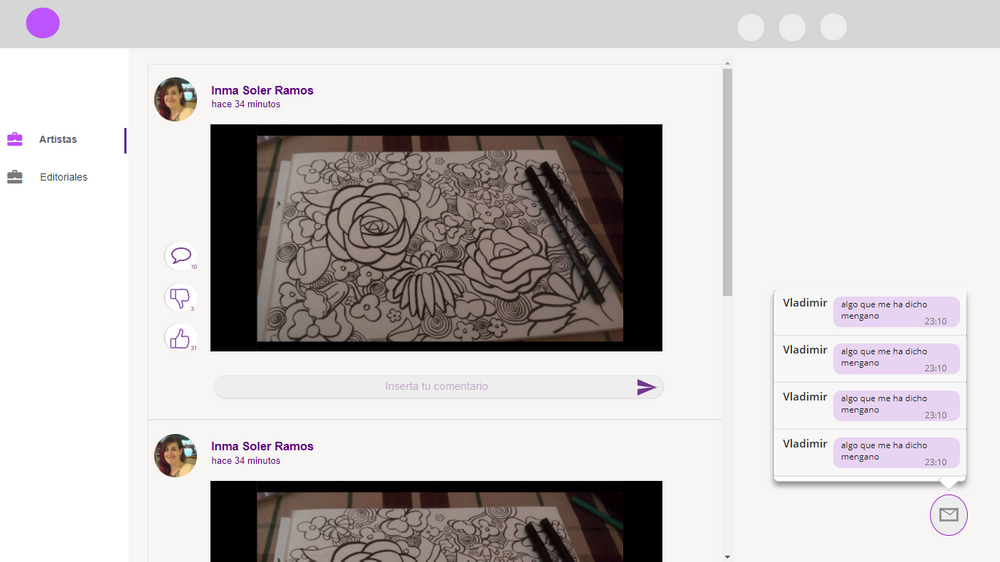 Artistas
Editoriales
Inma Soler Ramos
hace 34 minutos
10
3
31
Inserta tu comentario
Inma Soler Ramos
hace 34 minutos
Vladimir
algo que me ha dicho
mengano
23:10
Vladimir
algo que me ha dicho
mengano
23:10
Vladimir
algo que me ha dicho
mengano
23:10
Vladimir
algo que me ha dicho
mengano
23:10